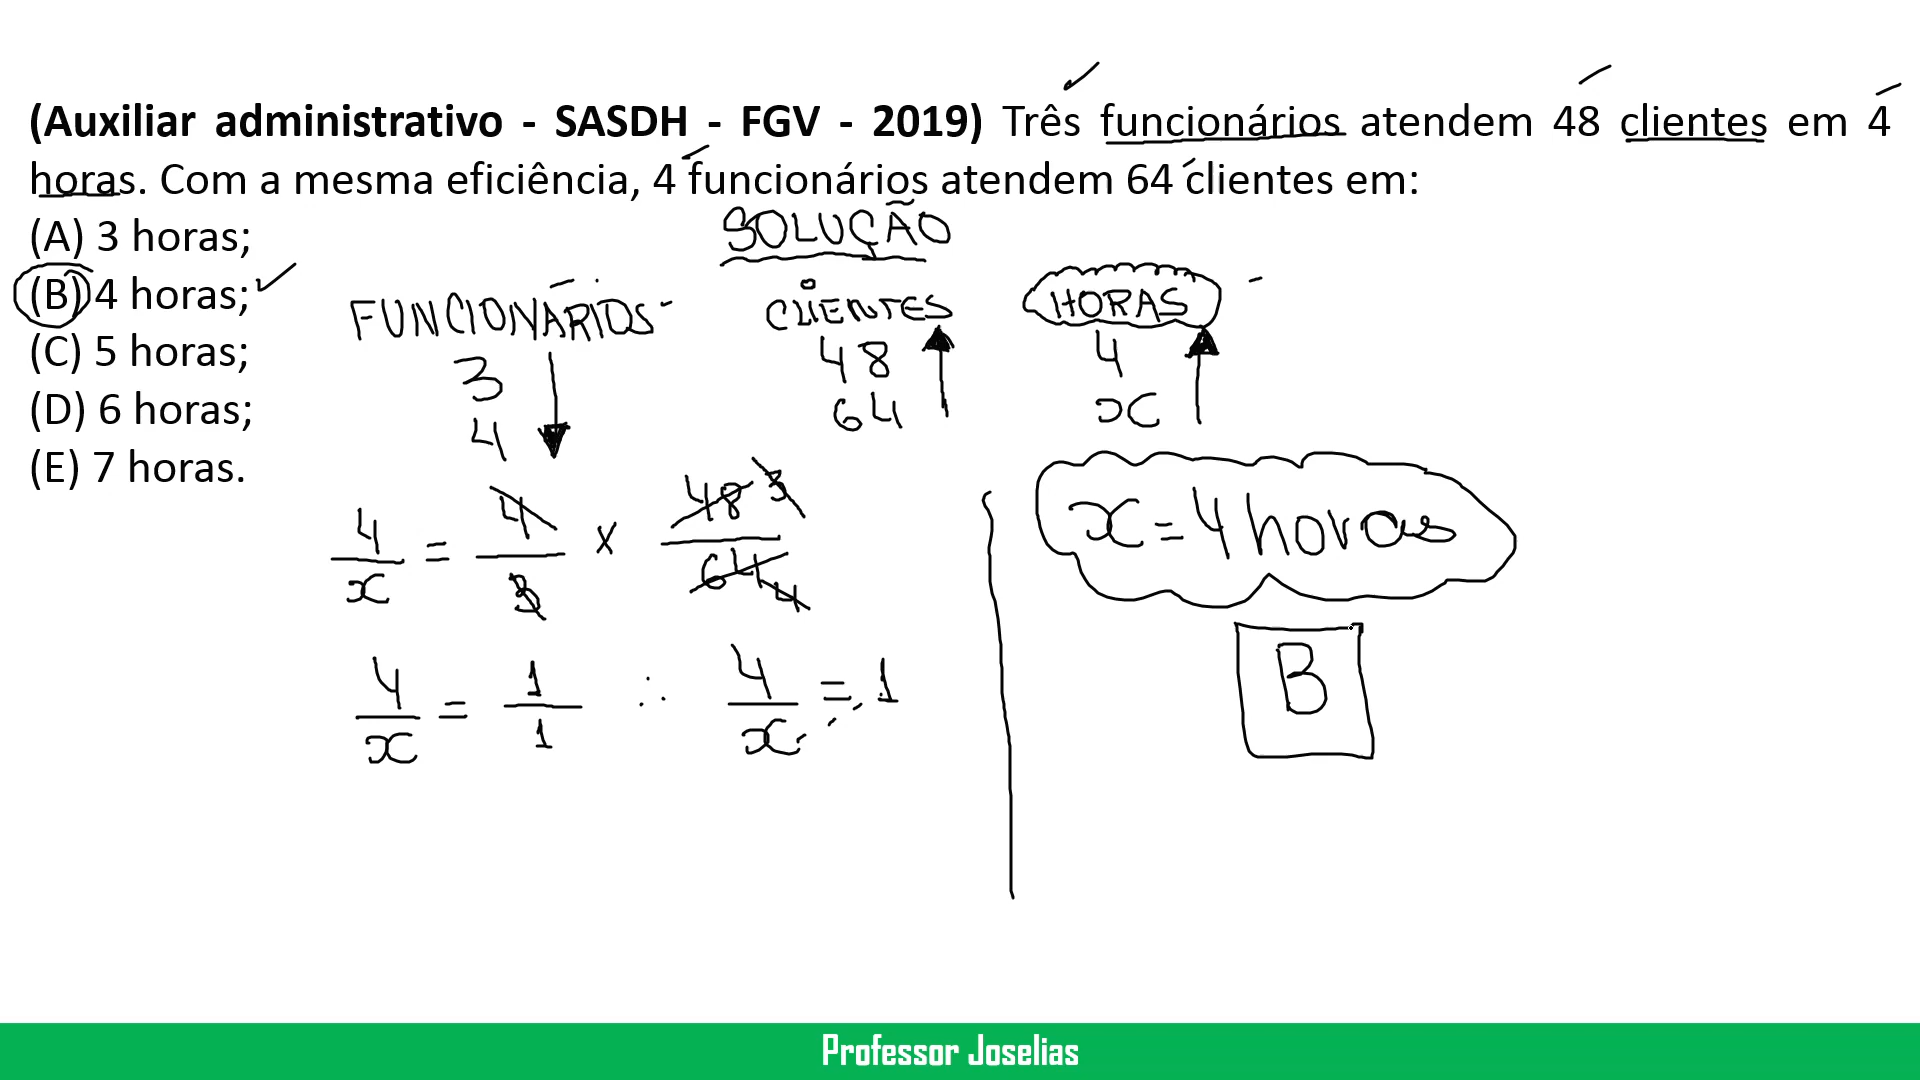 (Auxiliar administrativo - SASDH - FGV - 2019) Três funcionários atendem 48 clientes em 4
horas. Com a mesma eficiência, 4 funcionários atendem 64 clientes em:
(A) 3 horas;
(B) 4 horas;
(C) 5 horas;
(D) 6 horas;
(E) 7 horas.
SOLUÇÃO
FUNCIONÁRIOS CLIENTES HORAS
3 48 4
4 64 x
4/x = 4/3 x 48 3/64 4
4/x = 1/1 ∴ 4/x = 1
x = 4 horas
B
Professor Joselias